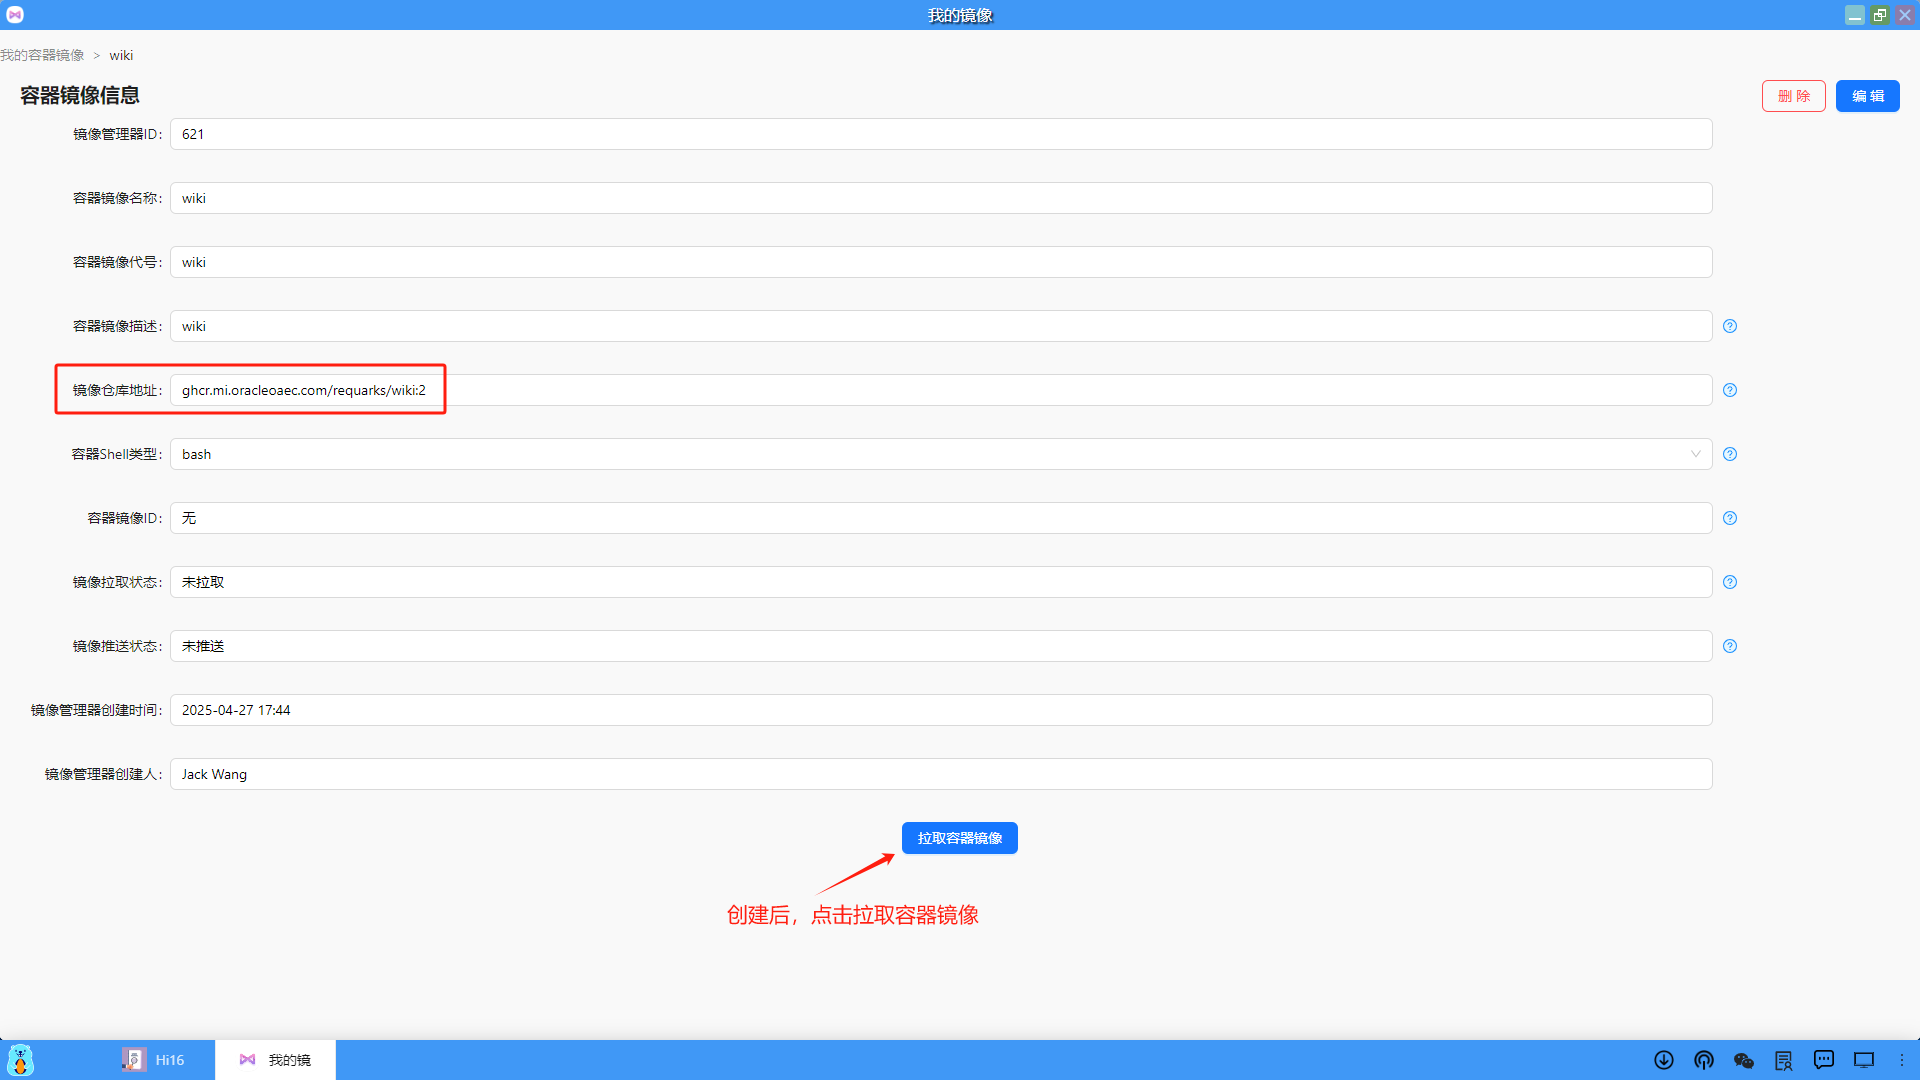 我的镜像
我的容器镜像 > wiki
容器镜像信息
删 除
编 辑
镜像管理器ID: 621
容器镜像名称: wiki
容器镜像代号: wiki
容器镜像描述: wiki
镜像仓库地址: ghcr.mi.oracleoaec.com/requarks/wiki:2
容器Shell类型: bash
容器镜像ID: 无
镜像拉取状态: 未拉取
镜像推送状态: 未推送
镜像管理器创建时间: 2025-04-27 17:44
镜像管理器创建人: Jack Wang
拉取容器镜像
创建后，点击拉取容器镜像
Hi16
我的镜